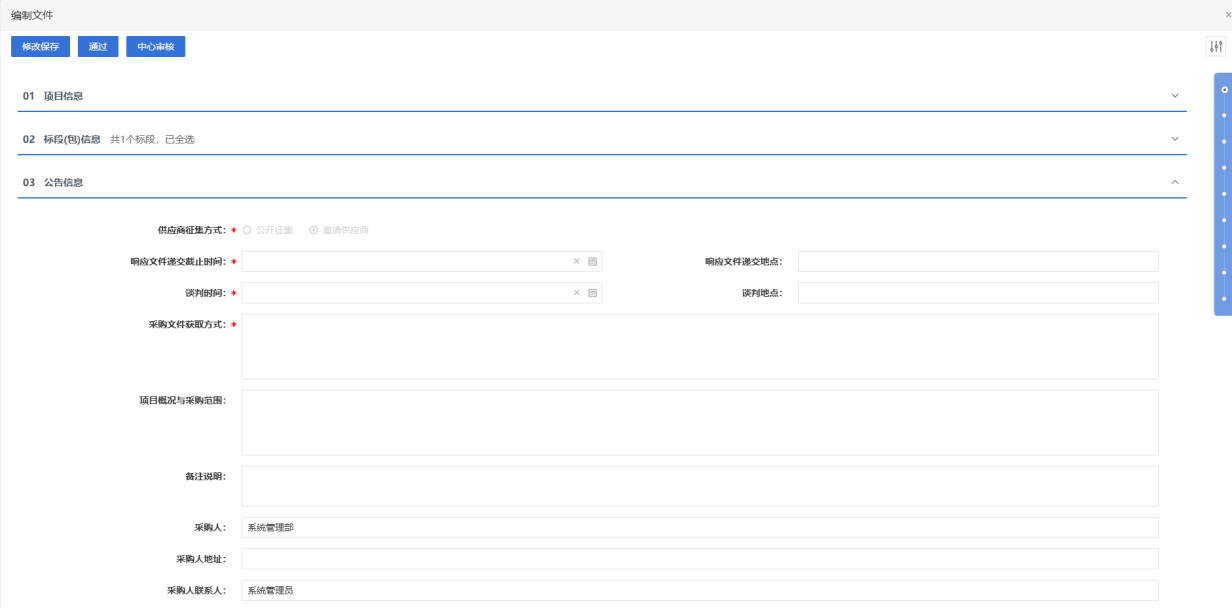 编制文件
修改保存 通过 中心审核
01 项目信息
02 标段(包)信息 共1个标段，已全选
03 公告信息
供应商征集方式：* 公开征集 邀请供应商
响应文件递交截止时间：* 响应文件递交地点：
谈判时间：* 谈判地点：
采购文件获取方式：*
项目概况与采购范围：
备注说明：
采购人： 系统管理部
采购人地址：
采购人联系人： 系统管理员